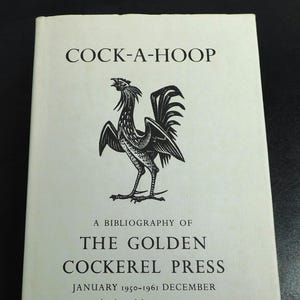 COCK-A-HOOP
A BIBLIOGRAPHY OF
THE GOLDEN
COCKEREL PRESS
JANUARY 1950-1961 DECEMBER